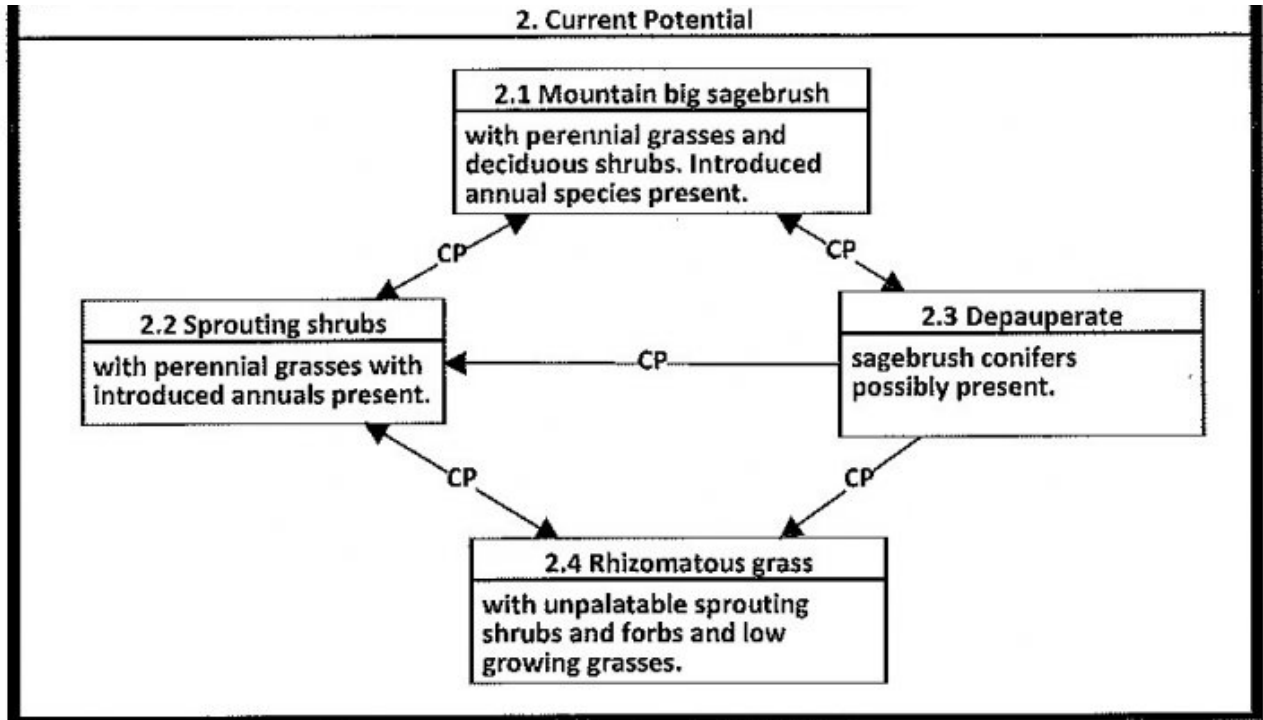 2. Current Potential
2.1 Mountain big sagebrush
with perennial grasses and
deciduous shrubs. Introduced
annual species present.
CP
CP
2.2 Sprouting shrubs
with perennial grasses with
introduced annuals present.
CP
2.3 Depauperate
sagebrush conifers
possibly present.
CP
CP
2.4 Rhizomatous grass
with unpalatable sprouting
shrubs and forbs and low
growing grasses.